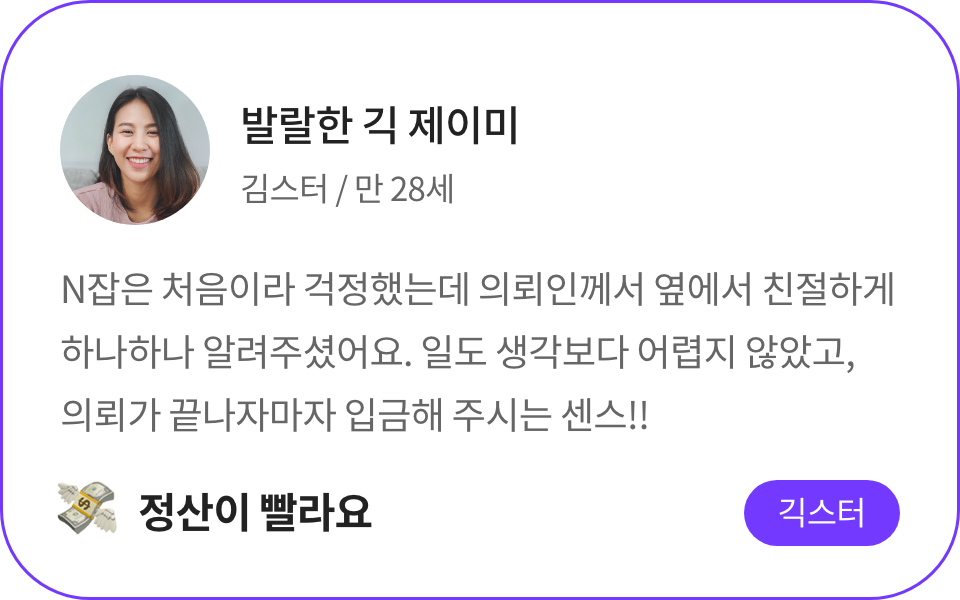 발랄한 긱 제이미
김스터 / 만 28세
N잡은 처음이라 걱정했는데 의뢰인께서 옆에서 친절하게
하나하나 알려주셨어요. 일도 생각보다 어렵지 않았고,
의뢰가 끝나자마자 입금해 주시는 센스!!
정산이 빨라요
긱스터